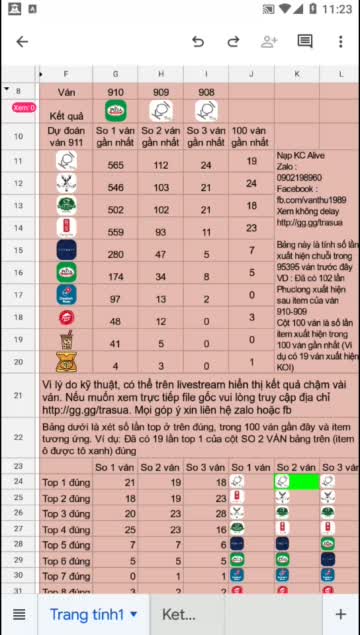 11:23
F G H I J K L
8 Ván 910 909 908
Xem: 0
Kết quả
10 Dự đoán ván 911 So 1 ván gần nhất So 2 ván gần nhất So 3 ván gần nhất 100 ván gần nhất
11 565 112 24 19
12 546 103 21 24
13 502 102 21 18
14 559 93 11 23
15 280 47 5 7
16 174 34 8 5
17 97 13 2 0
18 48 12 0 3
19 41 5 0 0
20 4 3 0 1
Nạp KC Alive
Zalo :
0902198960
Facebook :
fb.com/vanthu1989
Xem không delay
http://gg.gg/trasua
Bảng này là tính số lần
xuất hiện chuỗi trong
95395 ván trước đây
VD : Đã có 102 lần
Phuclong xuất hiện
sau item của ván
910-909
Cột 100 ván là số lần
item xuất hiện trong
100 ván gần nhất (Ví
dụ có 19 ván xuất hiện
KOI)
21 Vì lý do kỹ thuật, có thể trên livestream hiển thị kết quả chậm vài
ván. Nếu muốn xem trực tiếp file gốc vui lòng truy cập địa chỉ
http://gg.gg/trasua. Mọi góp ý xin liên hệ zalo hoặc fb
22 Bảng dưới là xét số lần top ở trên đúng, trong 100 ván gần đây và item
tương ứng. Ví dụ: Đã có 19 lần top 1 của cột SO 2 VÁN bảng trên (item
ô được tô xanh) đúng
23 So 1 ván So 2 ván So 3 ván So 1 ván So 2 ván So 3 vá
24 Top 1 đúng 21 19 18
25 Top 2 đúng 18 19 23
26 Top 3 đúng 20 23 28
27 Top 4 đúng 25 23 16
28 Top 5 đúng 7 7 6
29 Top 6 đúng 5 5 5
30 Top 7 đúng 0 1 1
31 Top 8 đúng 3 2 2
Trang tính1 Ket...